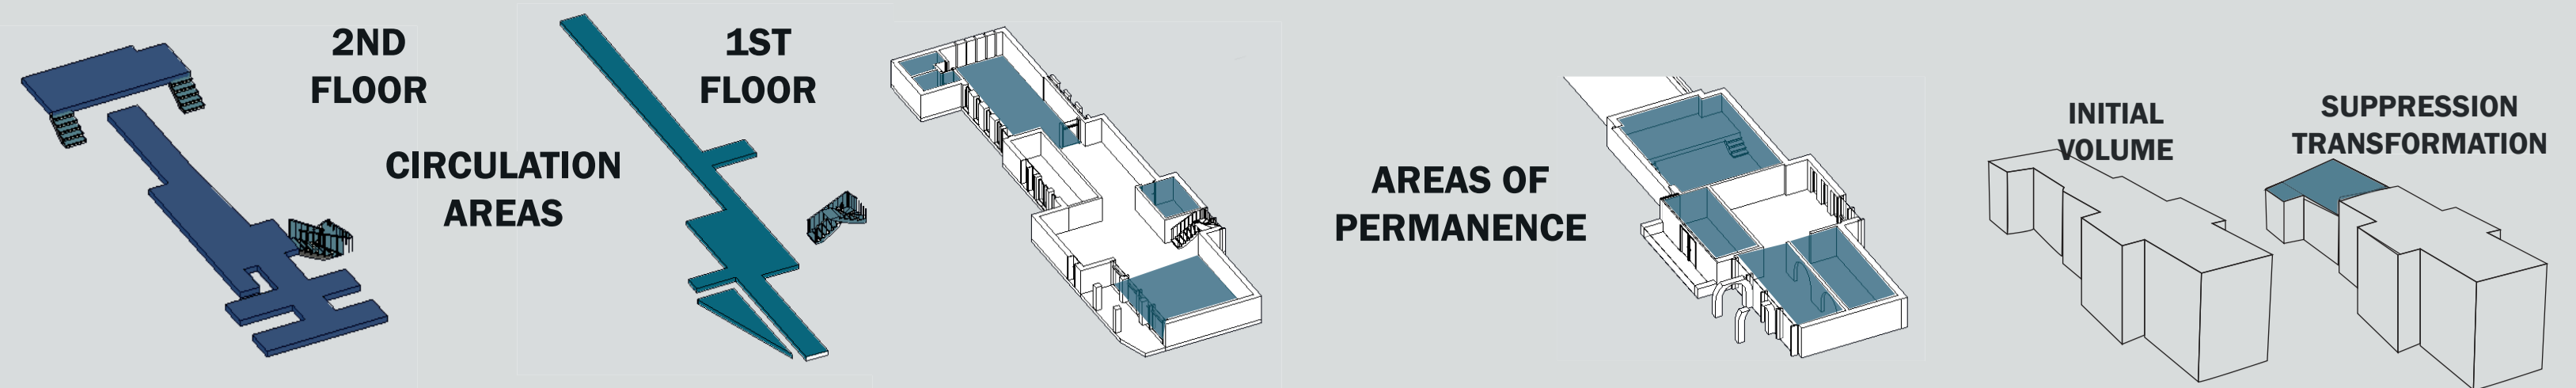 2ND
FLOOR
CIRCULATION
AREAS
1ST
FLOOR
AREAS OF
PERMANENCE
INITIAL
VOLUME
SUPPRESSION
TRANSFORMATION